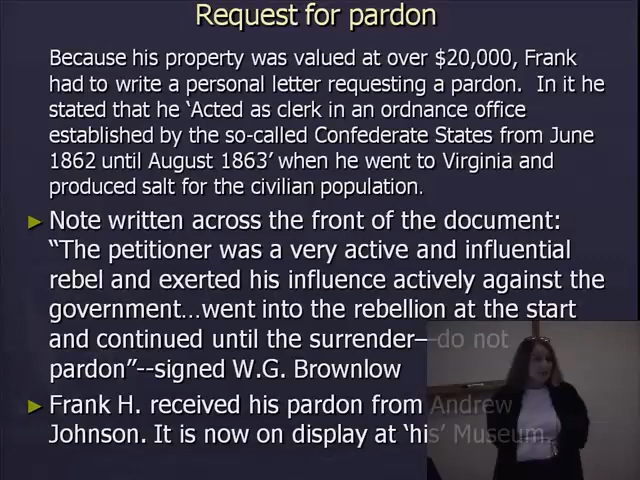 Request for pardon
Because his property was valued at over $20,000, Frank
had to write a personal letter requesting a pardon. In it he
stated that he ‘Acted as clerk in an ordnance office
established by the so-called Confederate States from June
1862 until August 1863’ when he went to Virginia and
produced salt for the civilian population.
► Note written across the front of the document:
“The petitioner was a very active and influential
rebel and exerted his influence actively against the
government…went into the rebellion at the start
and continued until the surrender—do not
pardon”--signed W.G. Brownlow
► Frank H. received his pardon from Andrew
Johnson. It is now on display at ‘his’ Museum.